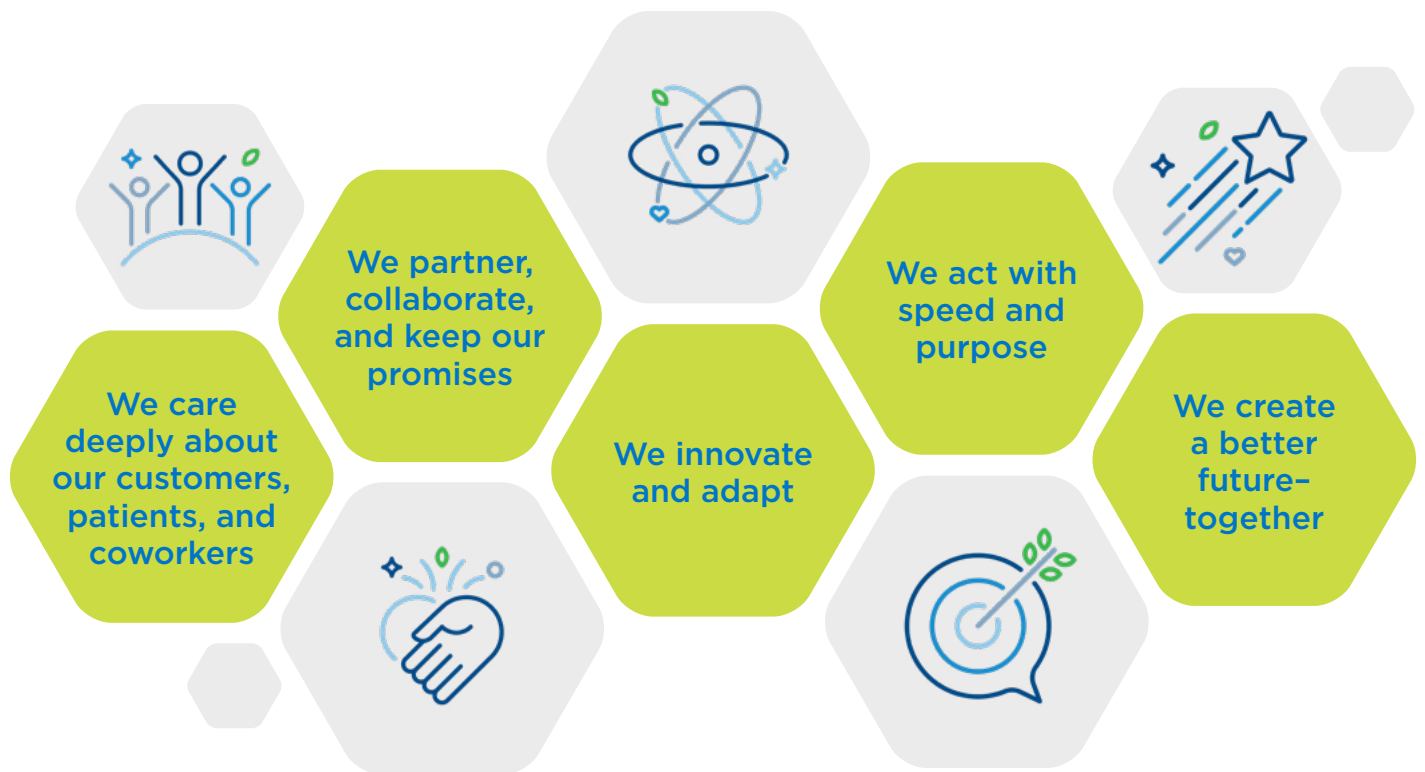 We care
deeply about
our customers,
patients, and
coworkers
We partner,
collaborate,
and keep our
promises
We innovate
and adapt
We act with
speed and
purpose
We create
a better
future–
together